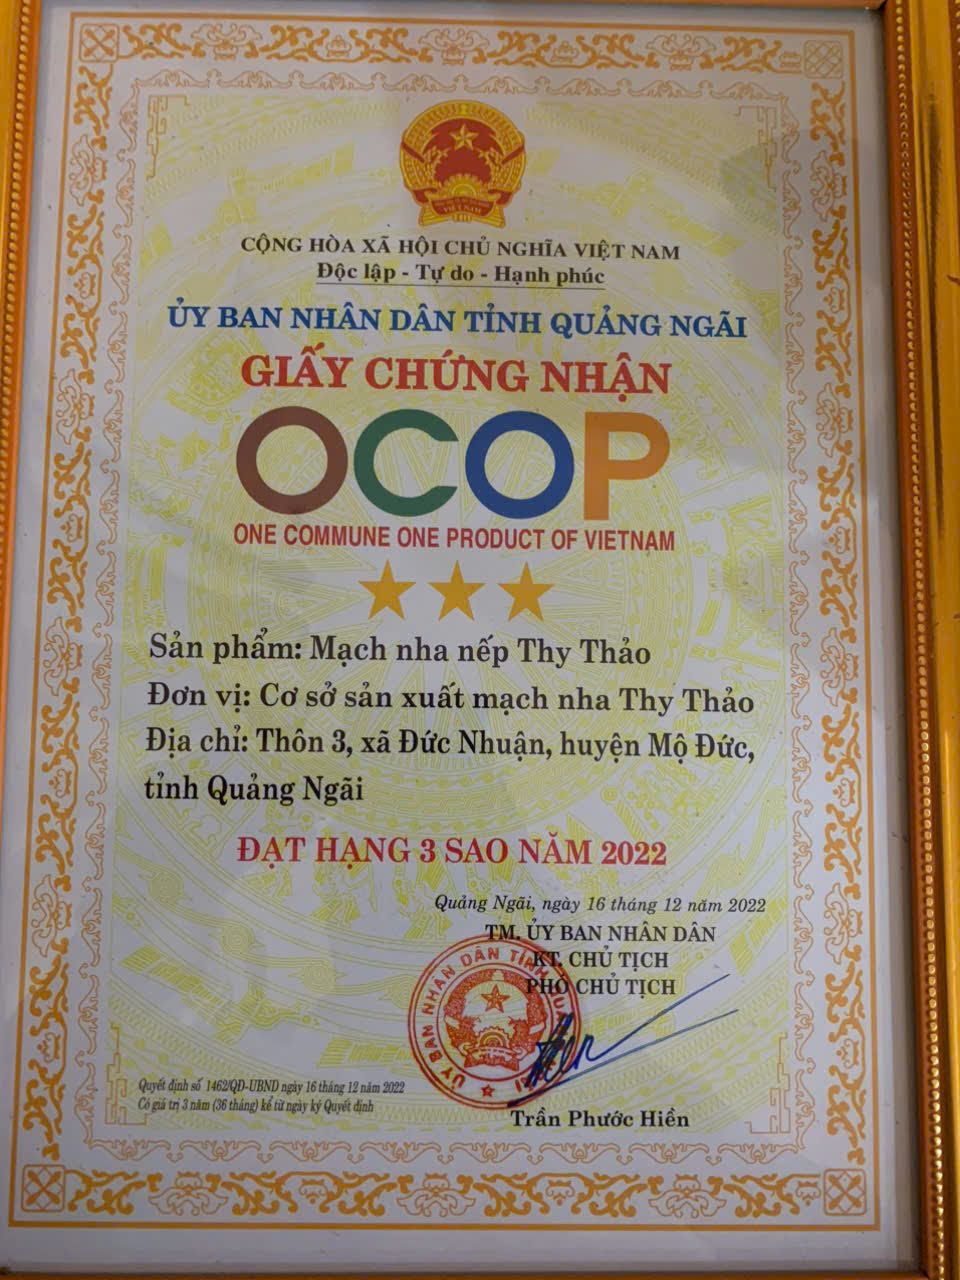 CỘNG HÒA XÃ HỘI CHỦ NGHĨA VIỆT NAM
Độc lập - Tự do - Hạnh phúc
ỦY BAN NHÂN DÂN TỈNH QUẢNG NGÃI
GIẤY CHỨNG NHẬN
OCOP
ONE COMMUNE ONE PRODUCT OF VIETNAM
Sản phẩm: Mạch nha nếp Thy Thảo
Đơn vị: Cơ sở sản xuất mạch nha Thy Thảo
Địa chỉ: Thôn 3, xã Đức Nhuận, huyện Mộ Đức,
tỉnh Quảng Ngãi
ĐẠT HẠNG 3 SAO NĂM 2022
Quảng Ngãi, ngày 16 tháng 12 năm 2022
TM. ỦY BAN NHÂN DÂN
KT. CHỦ TỊCH
PHÓ CHỦ TỊCH
ỦY BAN NHÂN DÂN TỈNH
Quyết định số 1462/QĐ-UBND ngày 16 tháng 12 năm 2022
Có giá trị 3 năm (36 tháng) kể từ ngày ký Quyết định
Trần Phước Hiền